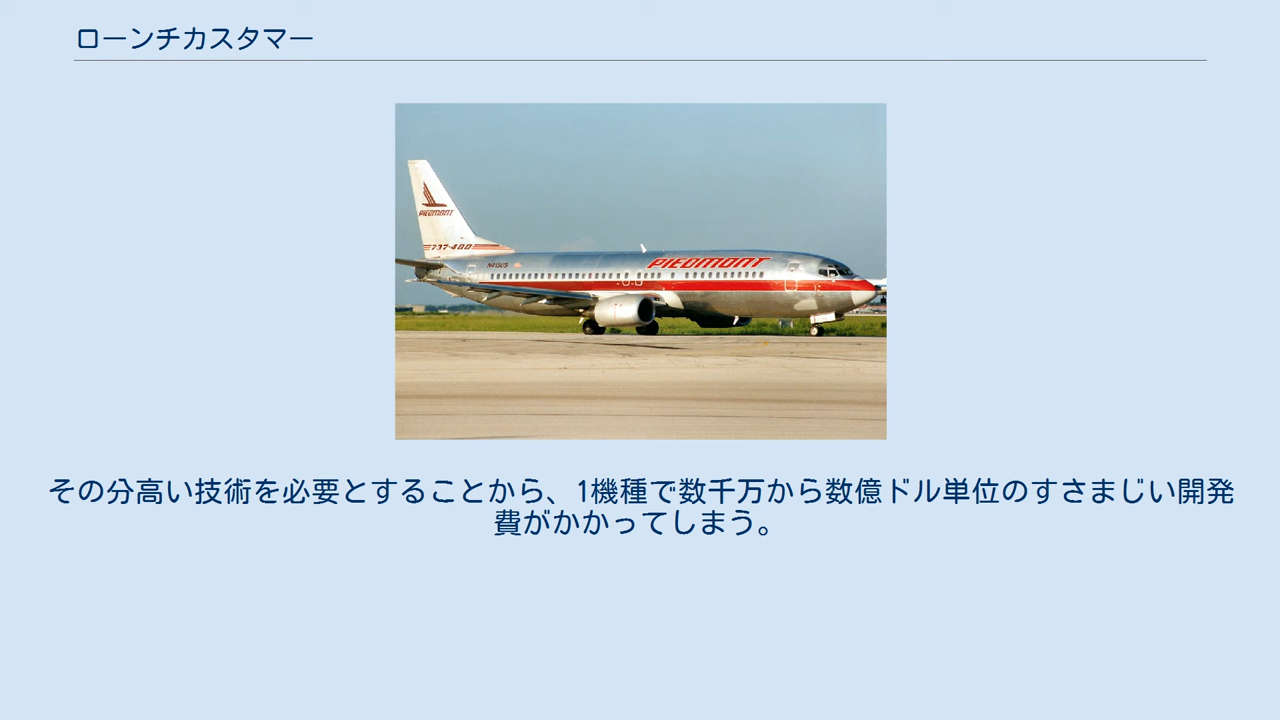 ローンチカスタマー
PIEDMONT
737-400
PIEDMONT
その分高い技術を必要とすることから、1機種で数千万から数億ドル単位のすさまじい開発
費がかかってしまう。